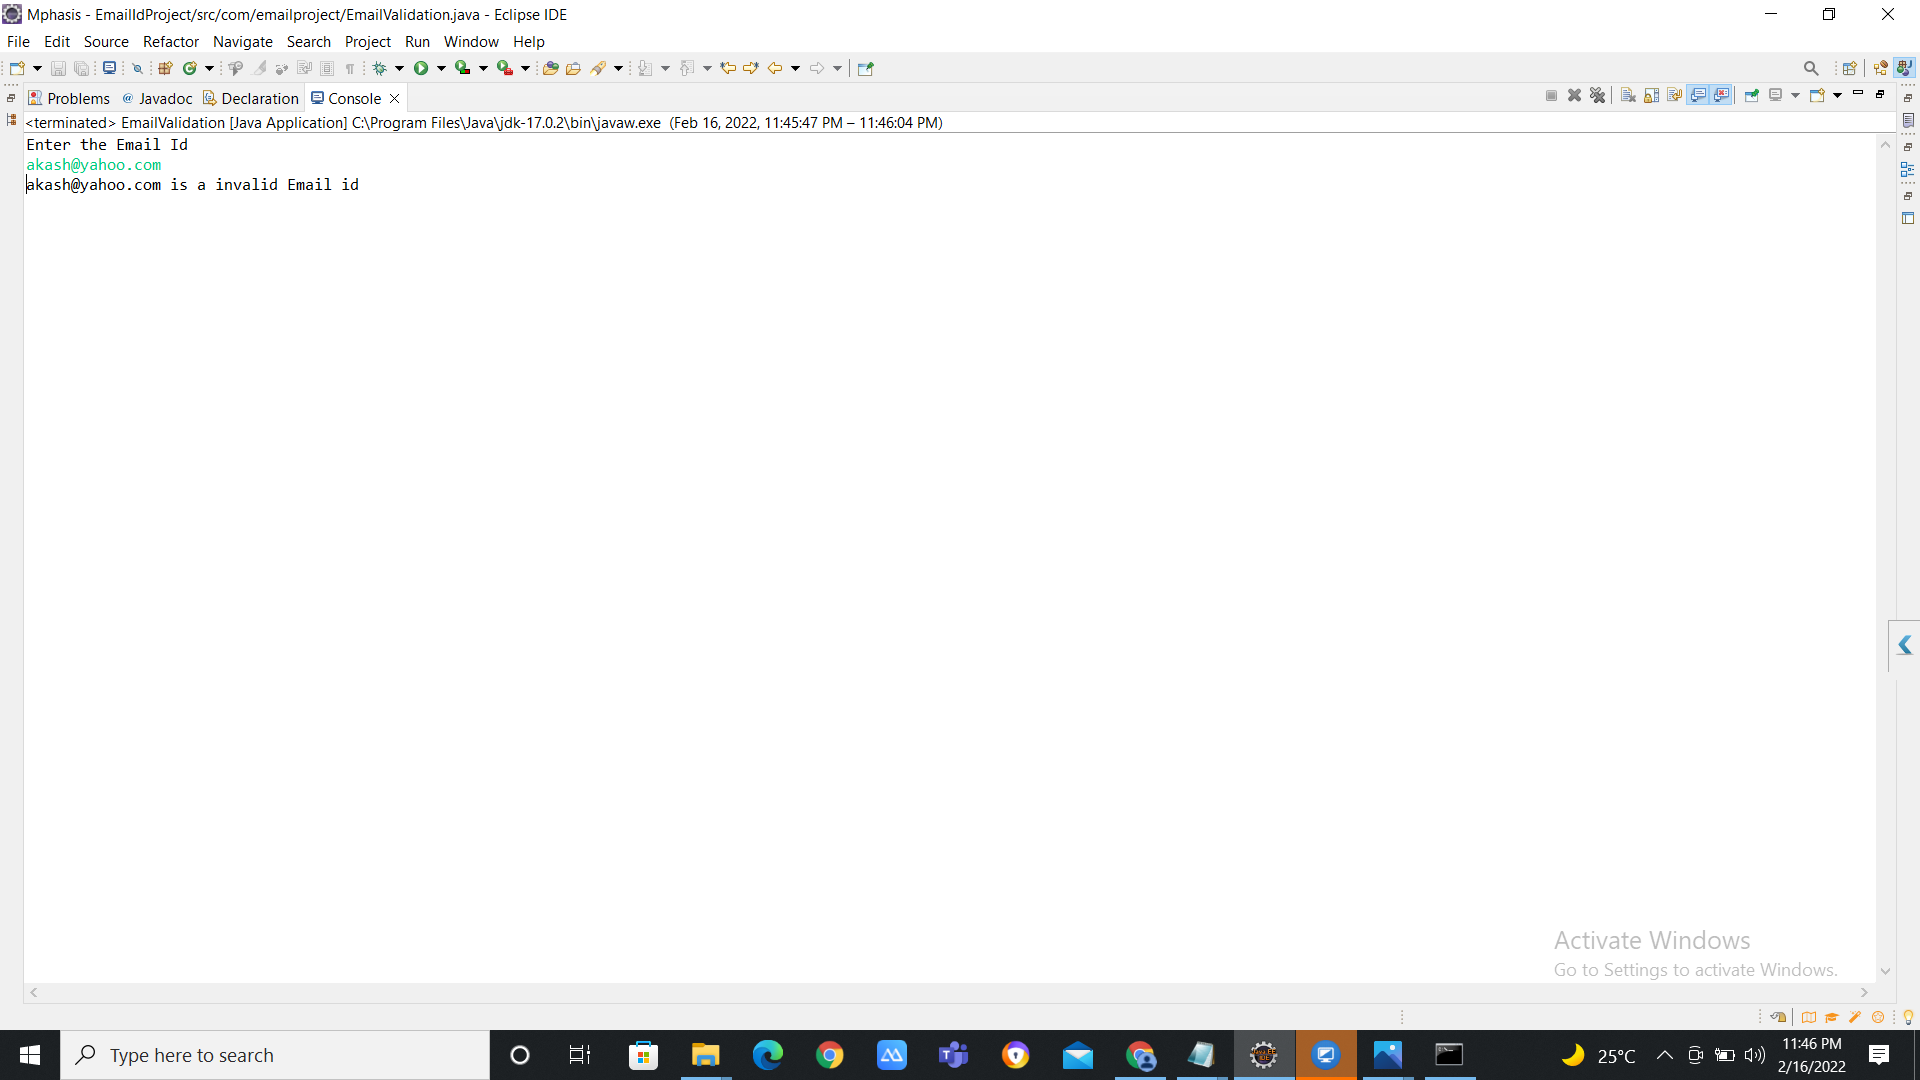 Mphasis - EmailIdProject/src/com/emailproject/EmailValidation.java - Eclipse IDE
File Edit Source Refactor Navigate Search Project Run Window Help
Problems @ Javadoc Declaration Console
<terminated> EmailValidation [Java Application] C:\Program Files\Java\jdk-17.0.2\bin\javaw.exe (Feb 16, 2022, 11:45:47 PM – 11:46:04 PM)
Enter the Email Id
akash@yahoo.com
akash@yahoo.com is a invalid Email id
Activate Windows
Go to Settings to activate Windows.
Type here to search
25°C
11:46 PM
2/16/2022